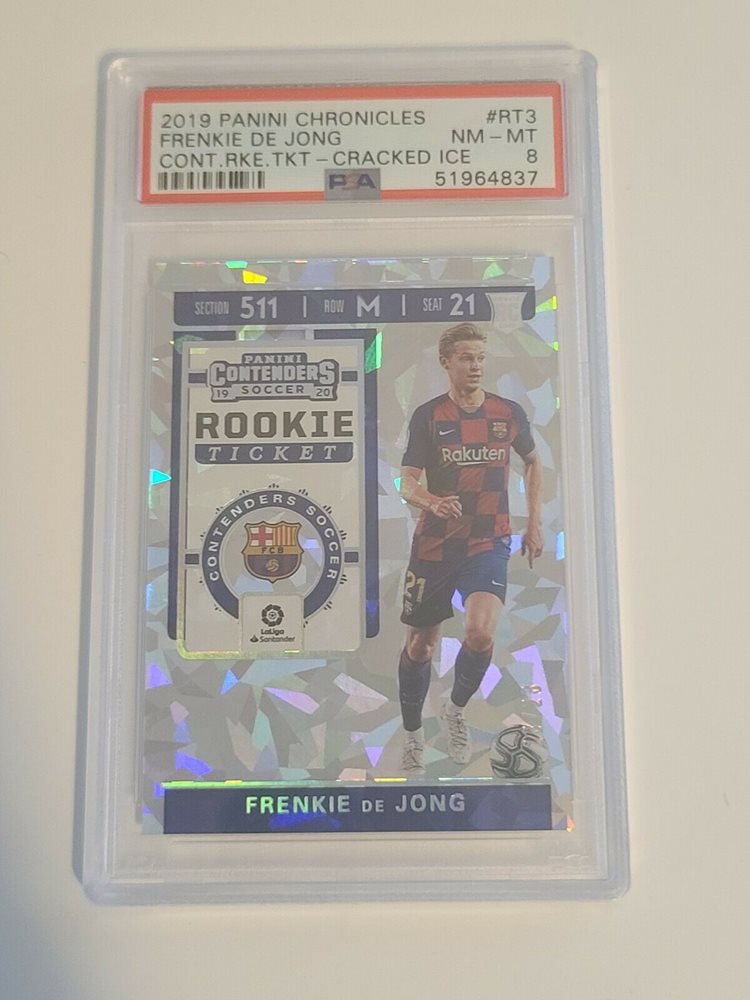 2019 PANINI CHRONICLES #RT3
FRENKIE DE JONG NM - MT
CONT.RKE.TKT - CRACKED ICE 8
PSA 51964837
SECTION 511 | ROW M | SEAT 21
PANINI
CONTENDERS
19 SOCCER 20
ROOKIE
TICKET
CONTENDERS SOCCER
FCB
LaLiga
Santander
Rakuten
21
FRENKIE DE JONG